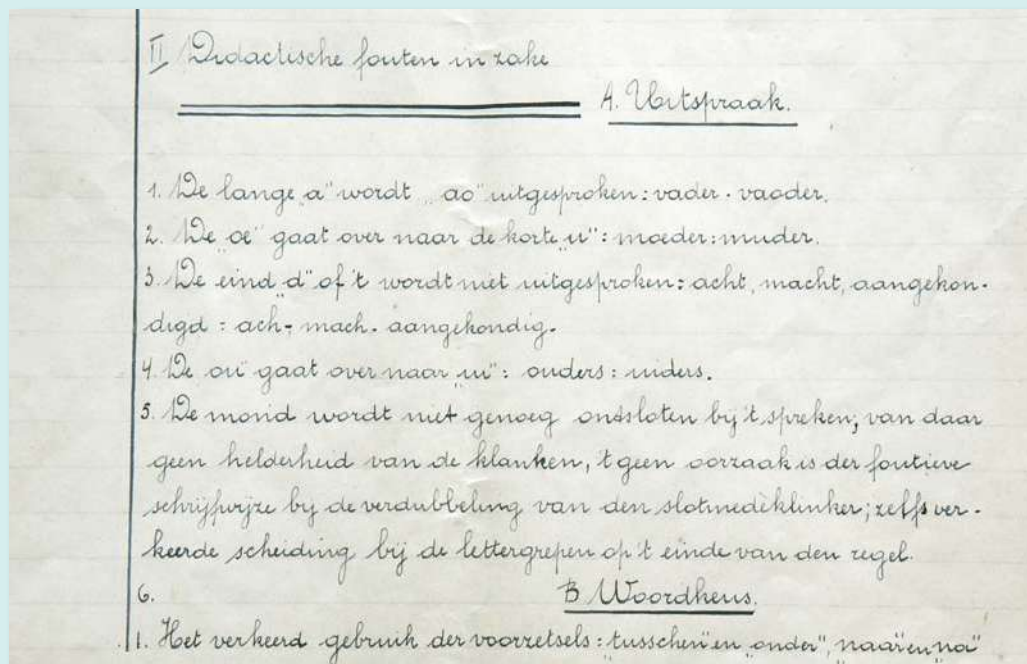 II Didactische fouten in zake
A. Uitspraak.
1. De lange „a" wordt „ao" uitgesproken: vader - vaoder.
2. De „oe" gaat over naar de korte „u": moeder: muder.
3. De eind „d" of 't wordt niet uitgesproken: acht, macht, aangekon-
digd: ach - mach - aangekondig.
4. De „ou" gaat over naar „ui": ouders: uiders.
5. De mond wordt niet genoeg ontsloten bij 't spreken; van daar
geen helderheid van de klanken, 't geen oorzaak is der foutieve
schrijfwijze bij de verdubbeling van den slotmedeklinker; zelfs ver-
keerde scheiding bij de lettergrepen op 't einde van den regel.
6.
B Woordkeus.
1. Het verkeerd gebruik der voorzetsels: „tusschen" en „onder", „naar" en „na"